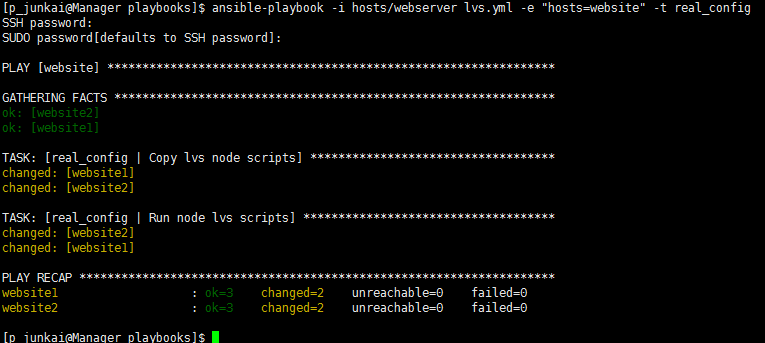 [p_junkai@Manager playbooks]$ ansible-playbook -i hosts/webserver lvs.yml -e "hosts=website" -t real_config
SSH password:
SUDO password[defaults to SSH password]:
PLAY [website] ****************************************************************
GATHERING FACTS ***************************************************************
ok: [website2]
ok: [website1]
TASK: [real_config | Copy lvs node scripts] ***********************************
changed: [website1]
changed: [website2]
TASK: [real_config | Run node lvs scripts] ************************************
changed: [website2]
changed: [website1]
PLAY RECAP ********************************************************************
website1                   : ok=3    changed=2    unreachable=0    failed=0
website2                   : ok=3    changed=2    unreachable=0    failed=0
[p_junkai@Manager playbooks]$